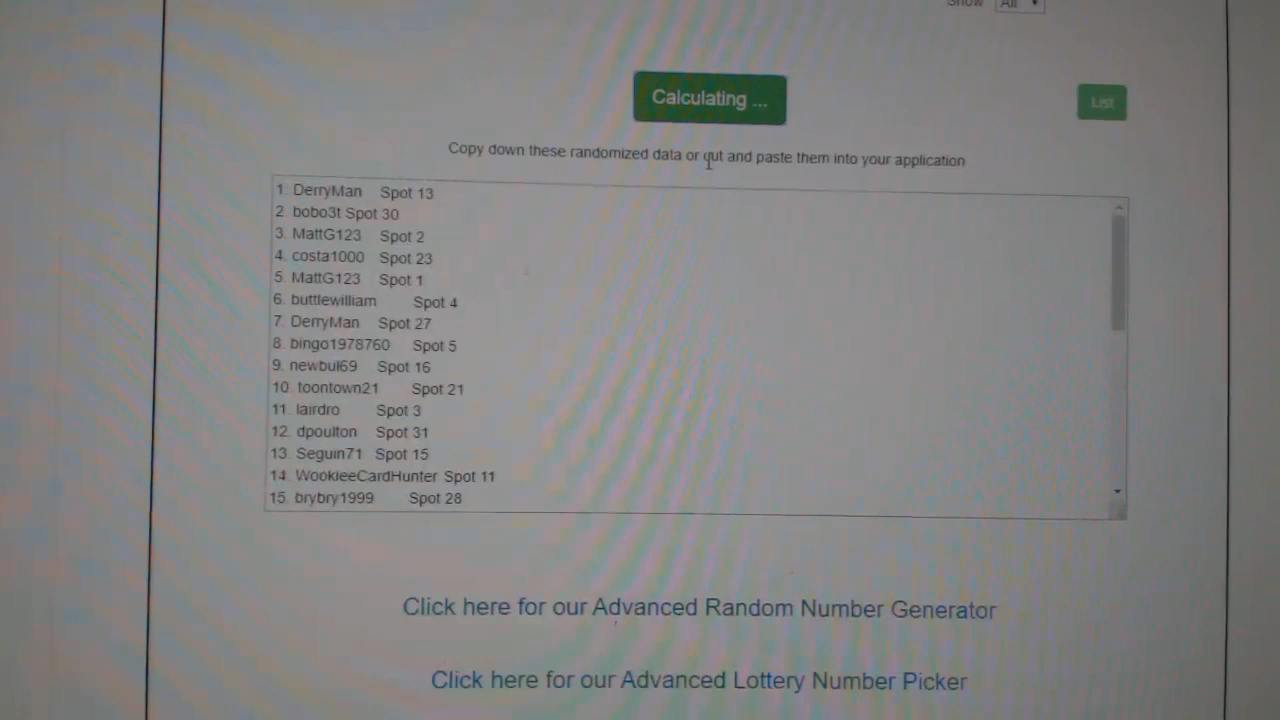 Show All
Calculating ...
List
Copy down these randomized data or cut and paste them into your application
1. DerryMan Spot 13
2. bobo3t Spot 30
3. MattG123 Spot 2
4. costa1000 Spot 23
5. MattG123 Spot 1
6. buttlewilliam Spot 4
7. DerryMan Spot 27
8. bingo1978760 Spot 5
9. newbul69 Spot 16
10. toontown21 Spot 21
11. lairdro Spot 3
12. dpoulton Spot 31
13. Seguin71 Spot 15
14. WookieeCardHunter Spot 11
15. brybry1999 Spot 28
Click here for our Advanced Random Number Generator
Click here for our Advanced Lottery Number Picker